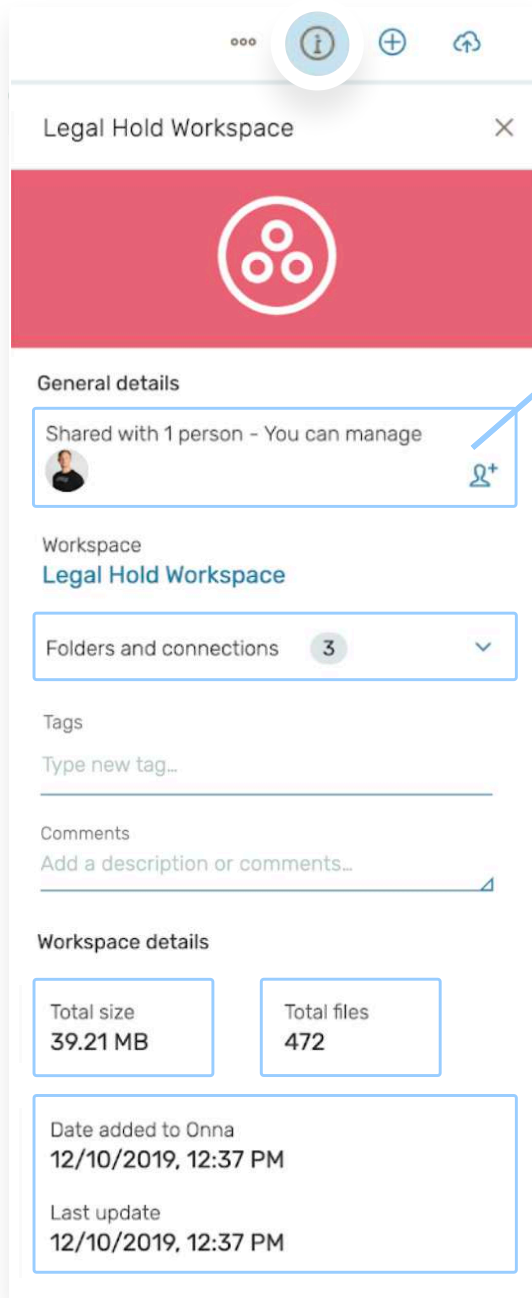 Legal Hold Workspace
General details
Shared with 1 person - You can manage
Workspace
Legal Hold Workspace
Folders and connections 3
Tags
Type new tag...
Comments
Add a description or comments...
Workspace details
Total size Total files
39.21 MB 472
Date added to Onna
12/10/2019, 12:37 PM
Last update
12/10/2019, 12:37 PM